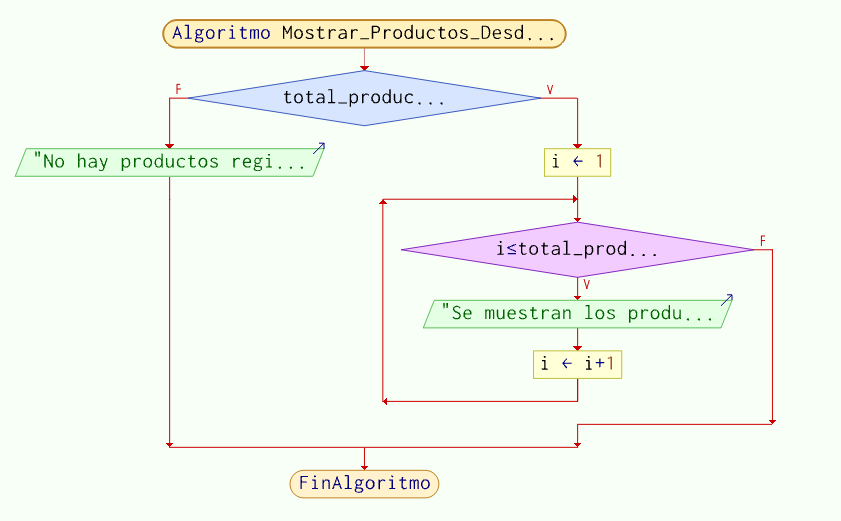 Algoritmo Mostrar_Productos_Desd...
total_produc...
F
V
"No hay productos regi...
i ← 1
i≤total_prod...
F
V
"Se muestran los produ...
i ← i+1
FinAlgoritmo